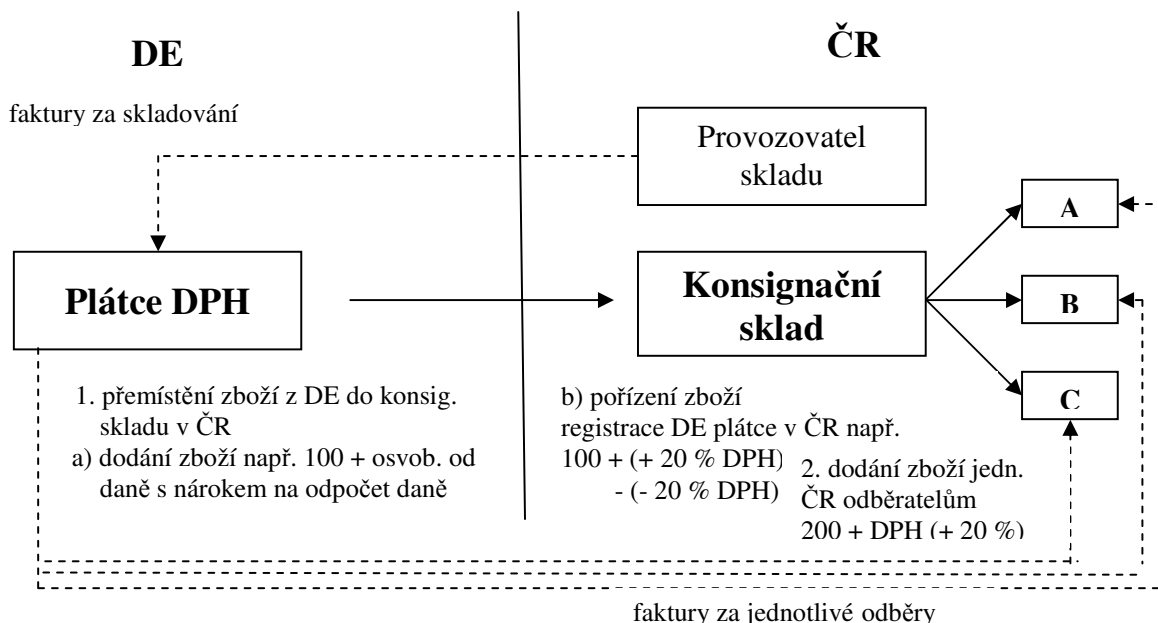 DE
ČR
faktury za skladování
Provozovatel
skladu
A
Plátce DPH
Konsignační
sklad
B
C
1. přemístění zboží z DE do konsig.
skladu v ČR
a) dodání zboží např. 100 + osvob. od
daně s nárokem na odpočet daně
b) pořízení zboží
registrace DE plátce v ČR např.
100 + (+ 20 % DPH)
- (- 20 % DPH)
2. dodání zboží jedn.
ČR odběratelům
200 + DPH (+ 20 %)
faktury za jednotlivé odběry